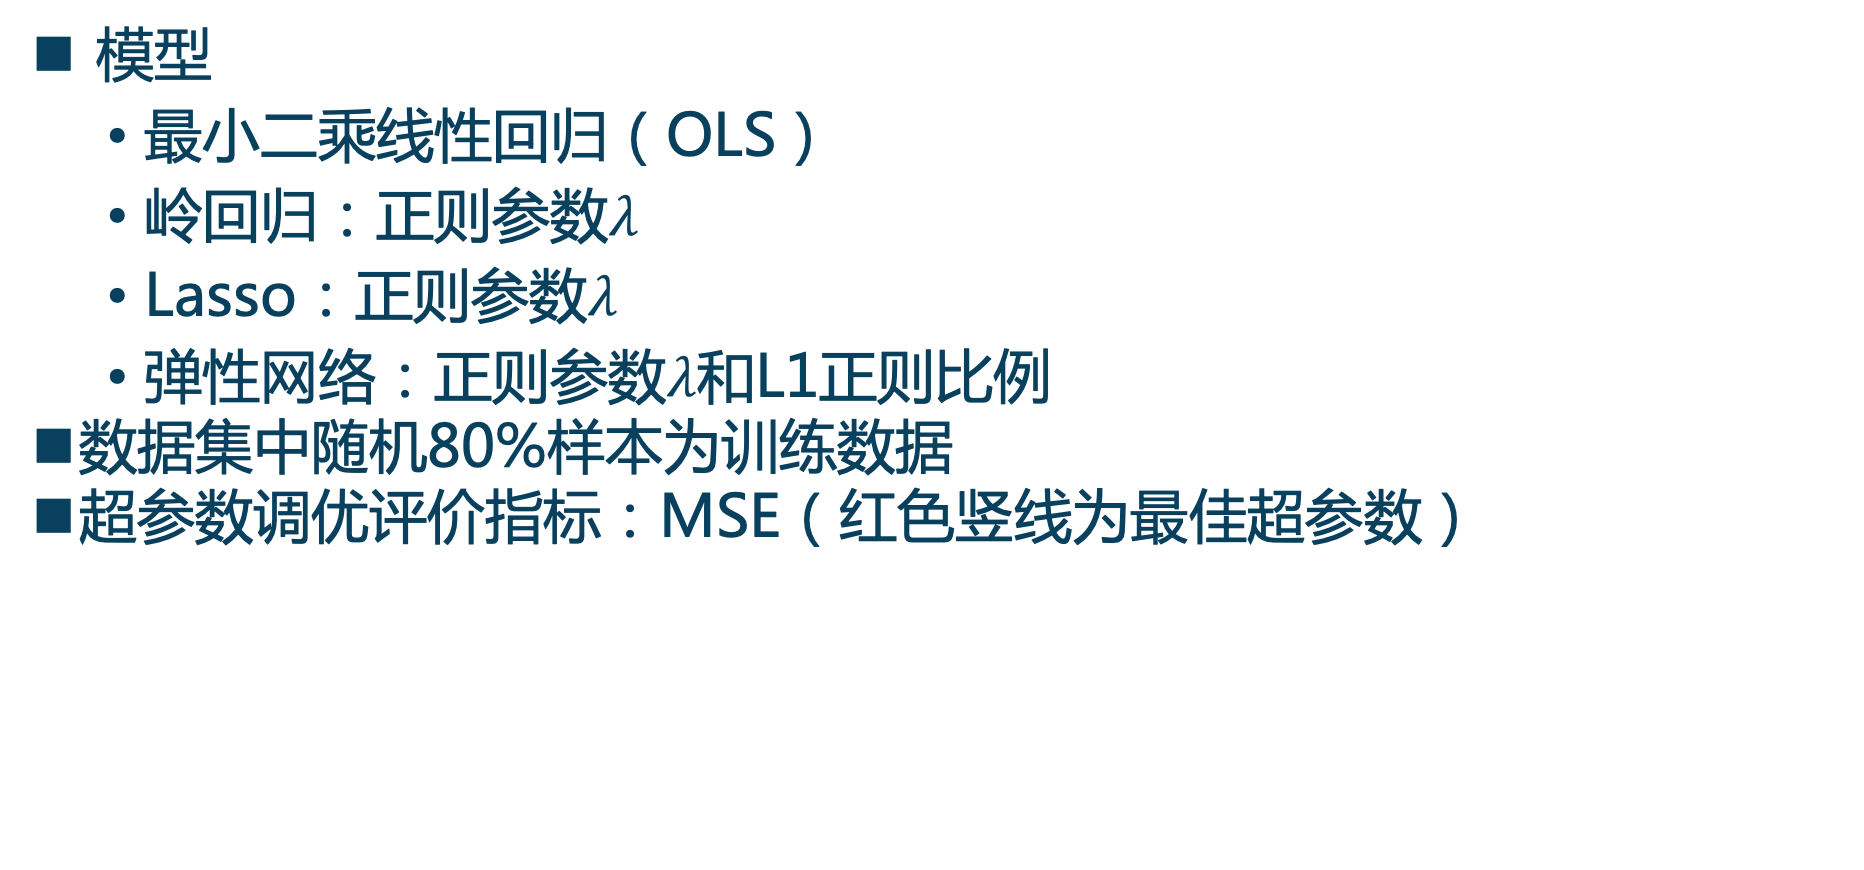 ■ 模型
• 最小二乘线性回归（OLS）
• 岭回归：正则参数λ
• Lasso：正则参数λ
• 弹性网络：正则参数λ和L1正则比例
■数据集中随机80%样本为训练数据
■超参数调优评价指标：MSE（红色竖线为最佳超参数）